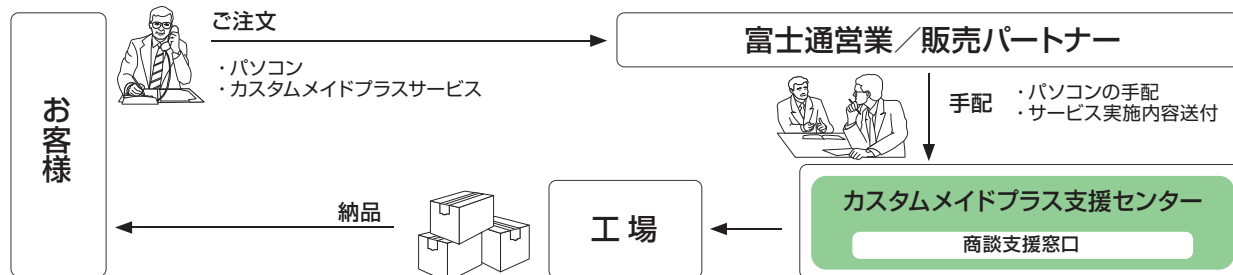 お客様
ご注文
・パソコン
・カスタムメイドプラスサービス
富士通営業／販売パートナー
手配
・パソコンの手配
・サービス実施内容送付
カスタムメイドプラス支援センター
商談支援窓口
工場
納品